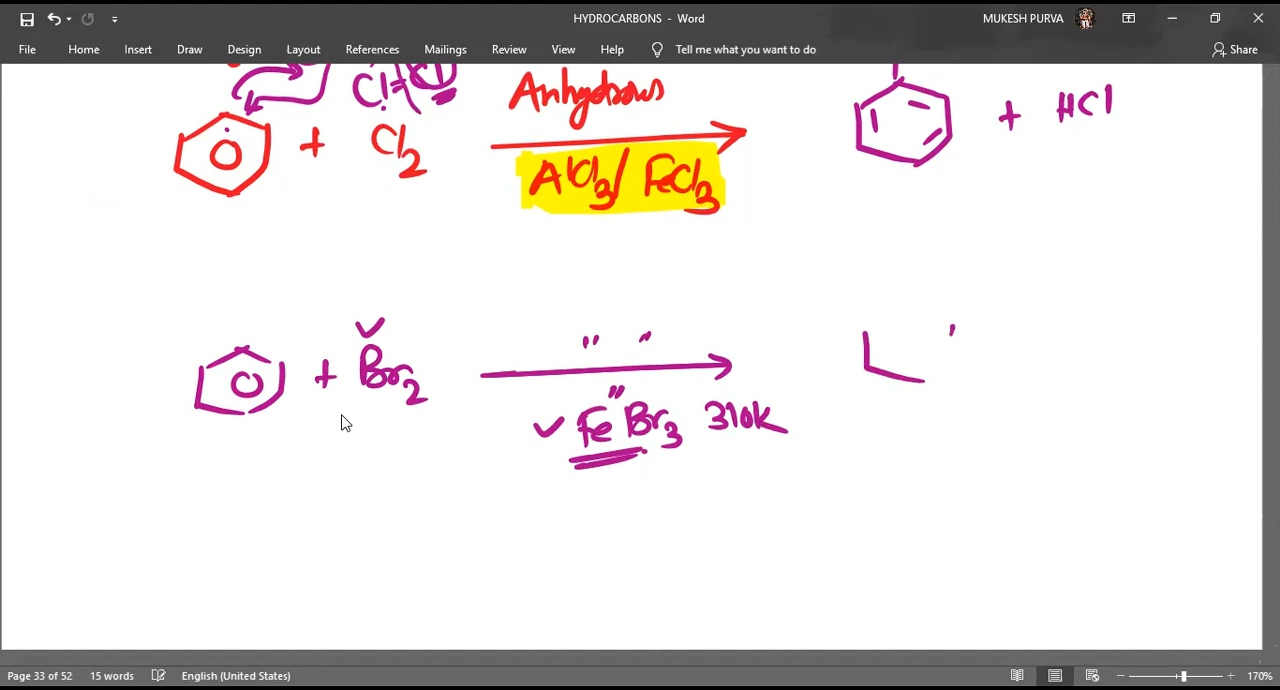 HYDROCARBONS - Word
MUKESH PURVA
File Home Insert Draw Design Layout References Mailings Review View Help Tell me what you want to do Share
Cl Cl
Anhydrous
+ Cl2
AlCl3/ FeCl3
+ HCl
+ Br2
" "
FeBr3 310K
Page 33 of 52 15 words English (United States) 170%